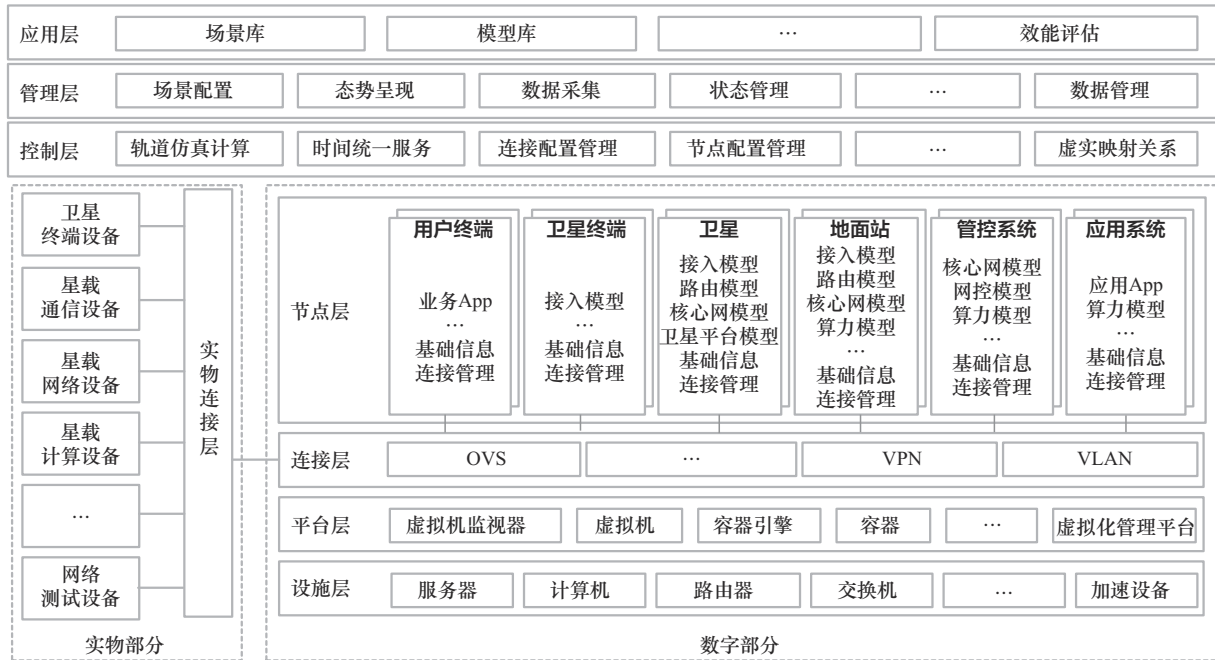 应用层 场景库 模型库 … 效能评估
管理层 场景配置 态势呈现 数据采集 状态管理 … 数据管理
控制层 轨道仿真计算 时间统一服务 连接配置管理 节点配置管理 … 虚实映射关系
卫星
终端设备
星载
通信设备
星载
网络设备
星载
计算设备
…
网络
测试设备
实物连接层
实物部分
节点层
用户终端
业务App
…
基础信息
连接管理
卫星终端
接入模型
…
基础信息
连接管理
卫星
接入模型
路由模型
核心网模型
卫星平台模型
基础信息
连接管理
地面站
接入模型
路由模型
核心网模型
算力模型
…
基础信息
连接管理
管控系统
核心网模型
网控模型
算力模型
…
基础信息
连接管理
应用系统
应用App
算力模型
…
基础信息
连接管理
连接层 OVS … VPN VLAN
平台层 虚拟机监视器 虚拟机 容器引擎 容器 … 虚拟化管理平台
设施层 服务器 计算机 路由器 交换机 … 加速设备
数字部分